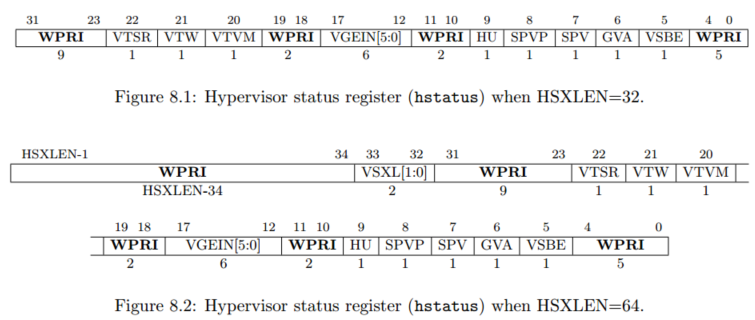 31 23 22 21 20 19 18 17 12 11 10 9 8 7 6 5 4 0
WPRI VTSR VTW VTVM WPRI VGEIN[5:0] WPRI HU SPVP SPV GVA VSBE WPRI
9 1 1 1 2 6 2 1 1 1 1 1 5
Figure 8.1: Hypervisor status register (hstatus) when HSXLEN=32.
HSXLEN-1 34 33 32 31 23 22 21 20
WPRI VSXL[1:0] WPRI VTSR VTW VTVM
HSXLEN-34 2 9 1 1 1
19 18 17 12 11 10 9 8 7 6 5 4 0
WPRI VGEIN[5:0] WPRI HU SPVP SPV GVA VSBE WPRI
2 6 2 1 1 1 1 1 5
Figure 8.2: Hypervisor status register (hstatus) when HSXLEN=64.